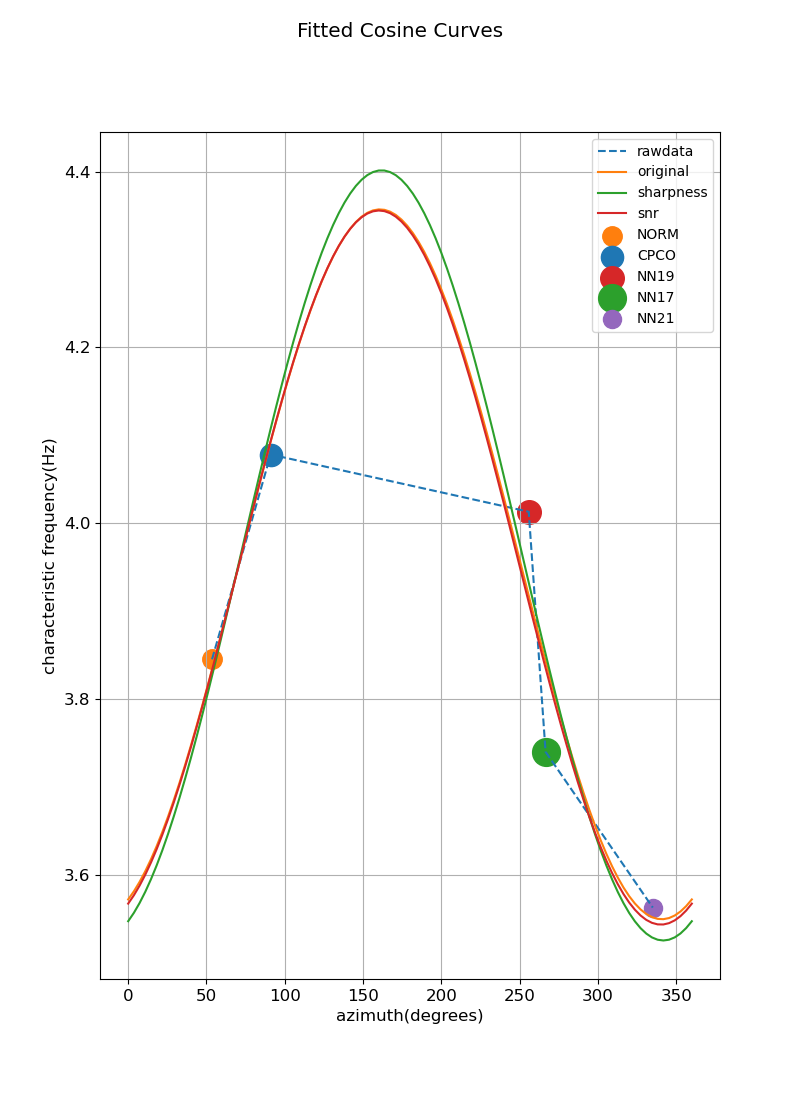 Fitted Cosine Curves
rawdata
original
sharpness
snr
NORM
CPCO
NN19
NN17
NN21
4.4
4.2
4.0
3.8
3.6
characteristic frequency(Hz)
0 50 100 150 200 250 300 350
azimuth(degrees)